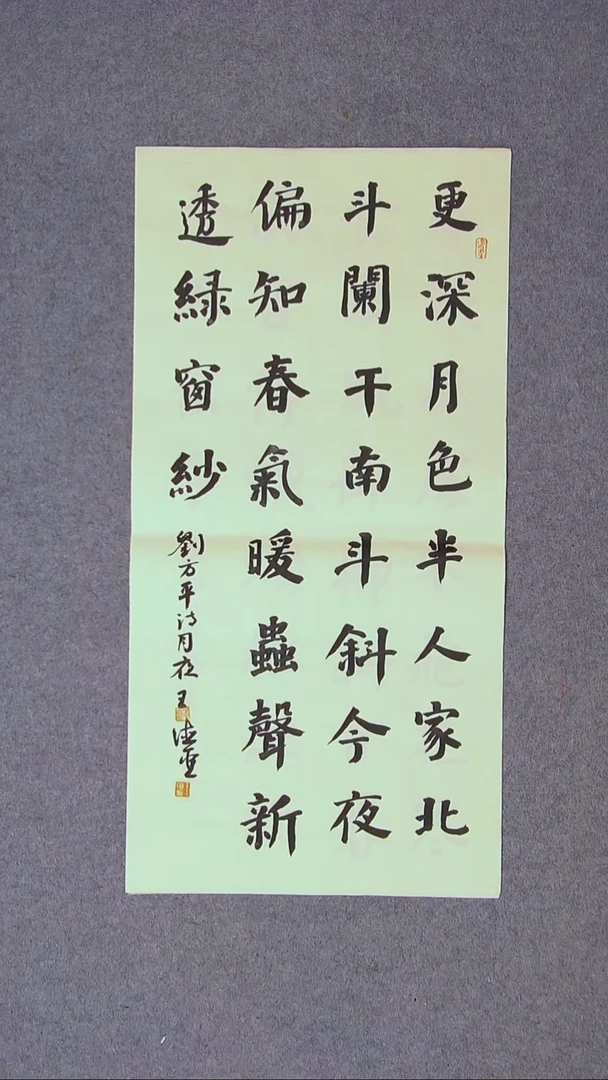 更深月色半人家北
斗闌干南斗斜今夜
偏知春氣暖蟲聲新
透綠窗紗
劉方平詩月夜王